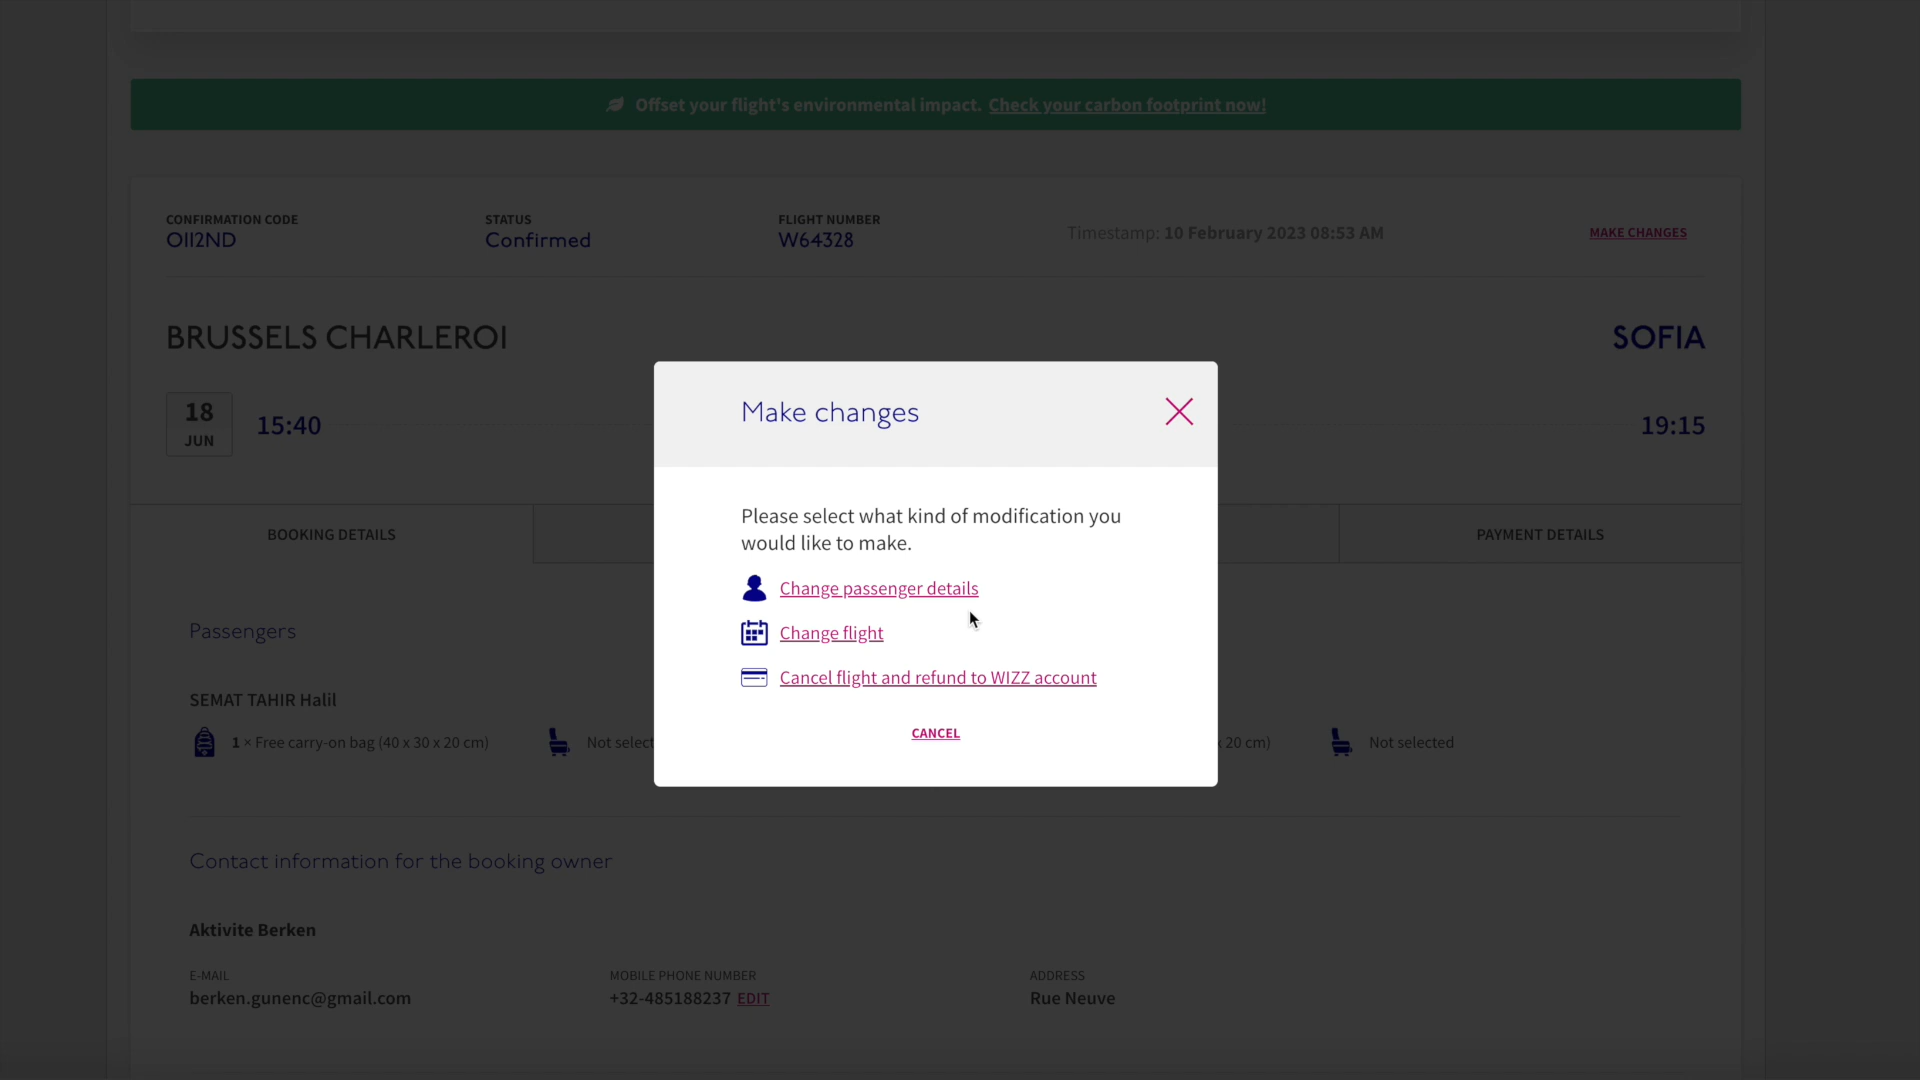 Offset your flight's environmental impact. Check your carbon footprint now!
CONFIRMATION CODE
OII2ND
STATUS
Confirmed
FLIGHT NUMBER
W64328
Timestamp: 10 February 2023 08:53 AM
MAKE CHANGES
BRUSSELS CHARLEROI
SOFIA
18
JUN
15:40
19:15
Make changes
Please select what kind of modification you
would like to make.
Change passenger details
Change flight
Cancel flight and refund to WIZZ account
CANCEL
BOOKING DETAILS
PAYMENT DETAILS
Passengers
SEMAT TAHIR Halil
1 × Free carry-on bag (40 x 30 x 20 cm)
Not select
x 20 cm)
Not selected
Contact information for the booking owner
Aktivite Berken
E-MAIL
berken.gunenc@gmail.com
MOBILE PHONE NUMBER
+32-485188237 EDIT
ADDRESS
Rue Neuve